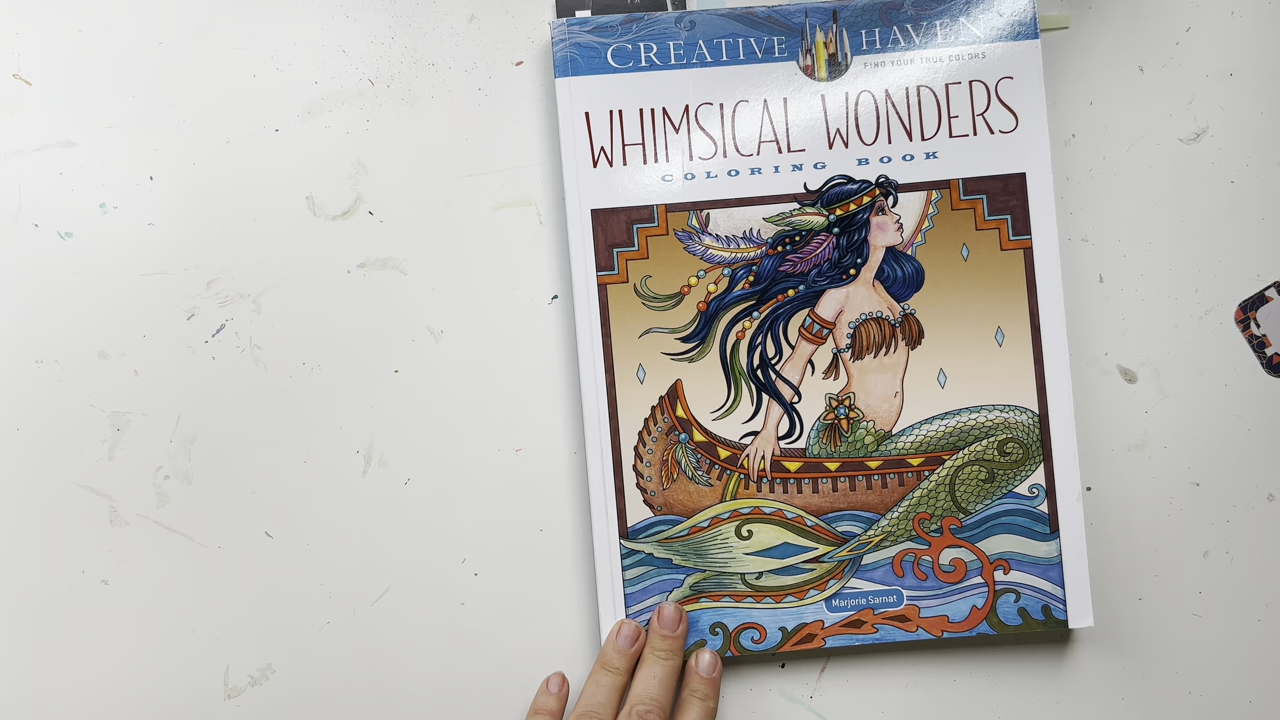 CREATIVE HAVEN
FIND YOUR TRUE COLORS
WHIMSICAL WONDERS
COLORING BOOK
Marjorie Sarnat